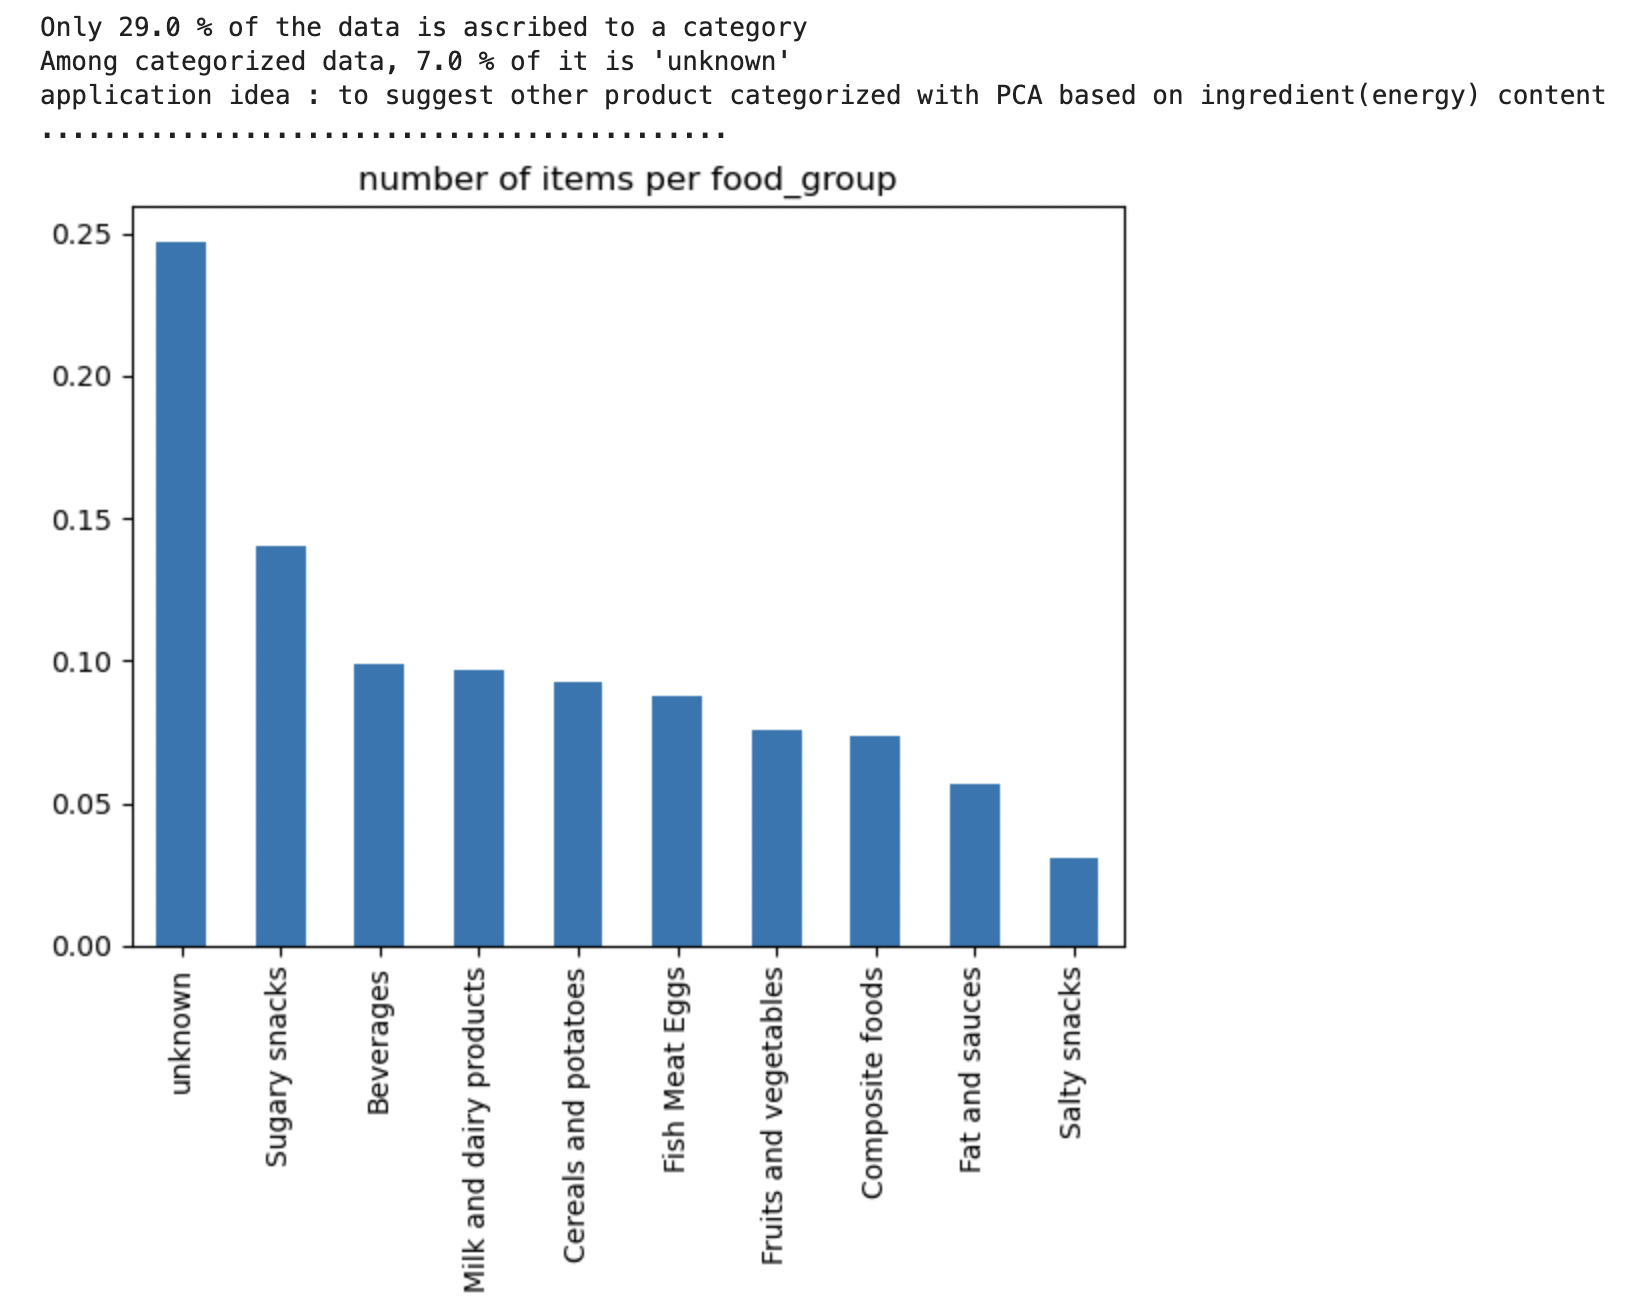 Only 29.0 % of the data is ascribed to a category
Among categorized data, 7.0 % of it is 'unknown'
application idea : to suggest other product categorized with PCA based on ingredient(energy) content
............................................
number of items per food_group
0.25
0.20
0.15
0.10
0.05
0.00
unknown
Sugary snacks
Beverages
Milk and dairy products
Cereals and potatoes
Fish Meat Eggs
Fruits and vegetables
Composite foods
Fat and sauces
Salty snacks